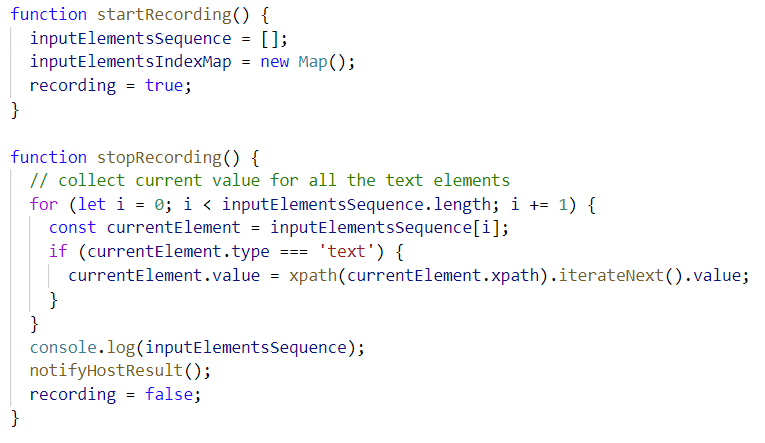 function startRecording() {
inputElementsSequence = [];
inputElementsIndexMap = new Map();
recording = true;
}
function stopRecording() {
// collect current value for all the text elements
for (let i = 0; i < inputElementsSequence.length; i += 1) {
const currentElement = inputElementsSequence[i];
if (currentElement.type === 'text') {
currentElement.value = xpath(currentElement.xpath).iterateNext().value;
}
}
console.log(inputElementsSequence);
notifyHostResult();
recording = false;
}